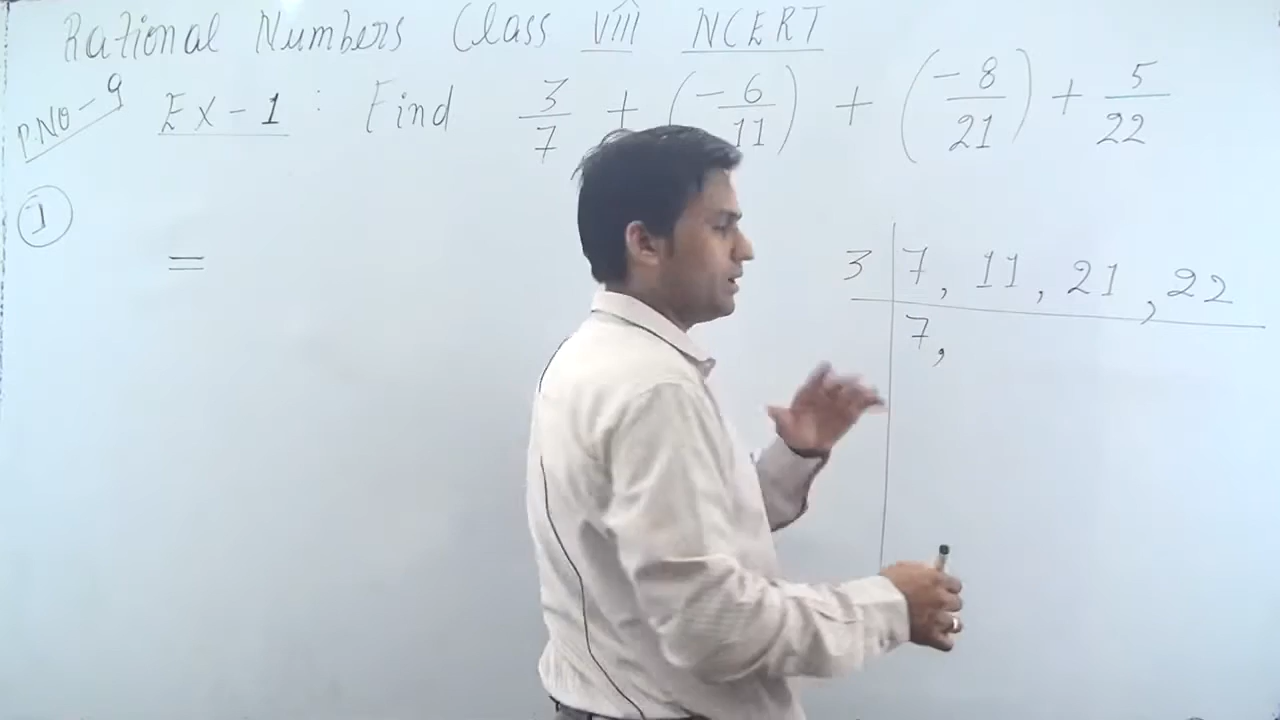 Rational Numbers Class VIII NCERT
P.NO-9 Ex-1: Find 3/7 + (-6/11) + (-8/21) + 5/22
1
=
3 | 7, 11, 21, 22
7,